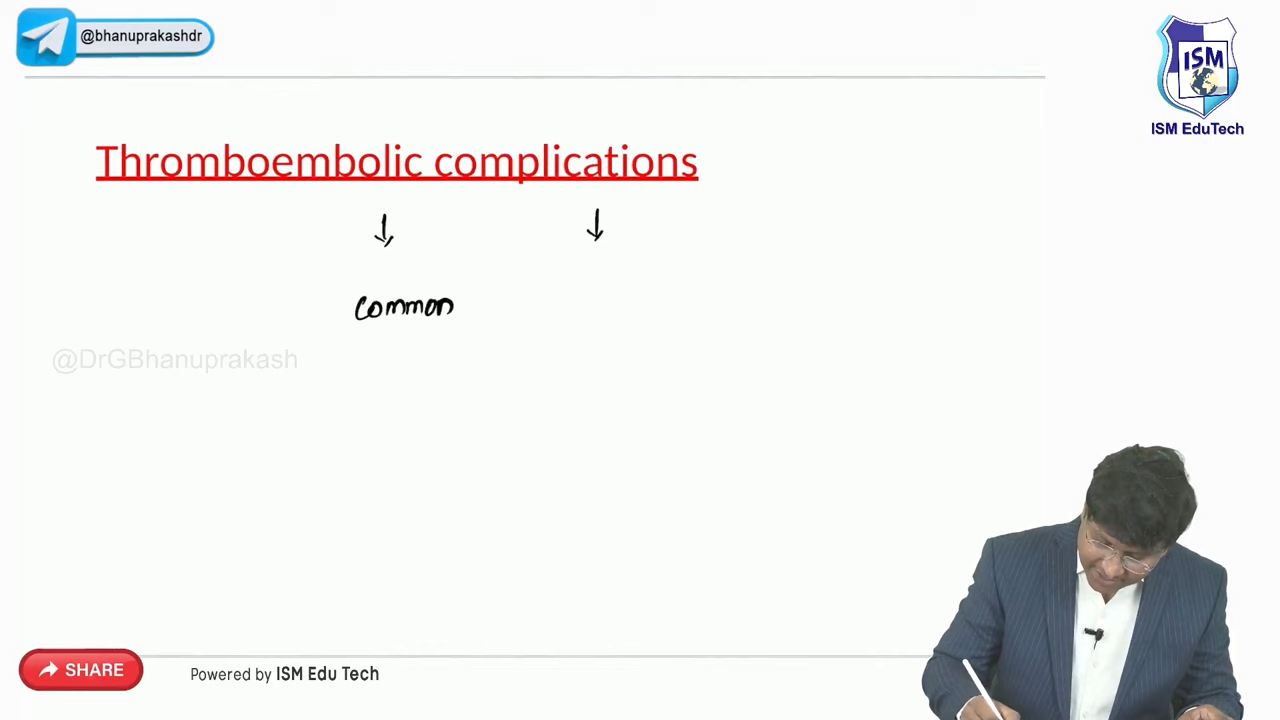 @bhanuprakashdr
ISM
ISM EduTech
Thromboembolic complications
common
@DrGBhanuprakash
SHARE
Powered by ISM Edu Tech